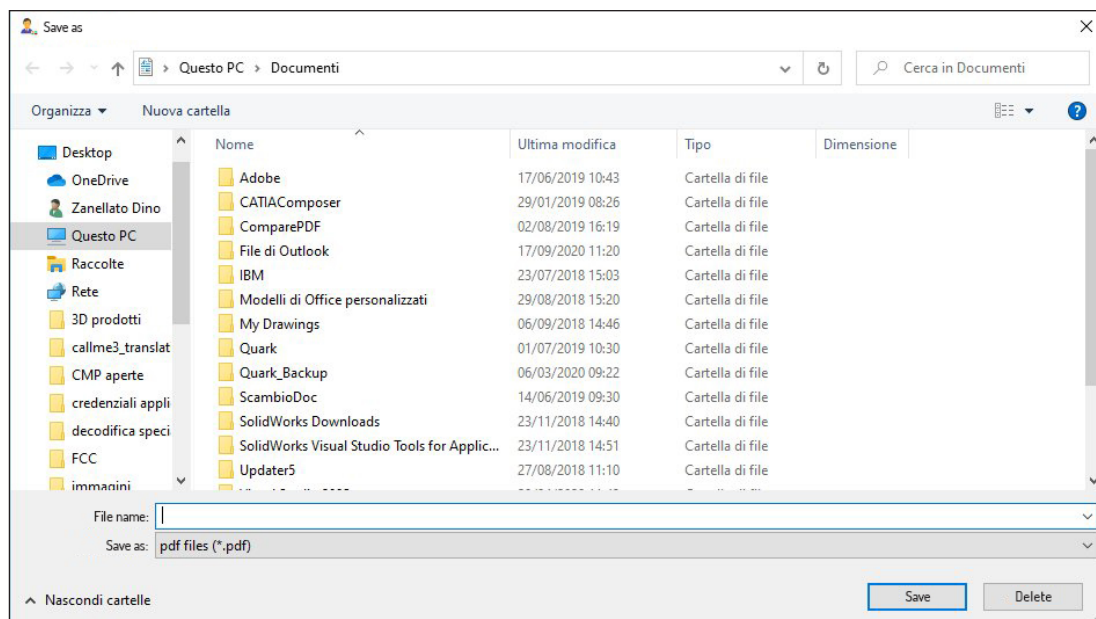 Save as
Questo PC > Documenti
Cerca in Documenti
Organizza
Nuova cartella
Desktop
OneDrive
Zanellato Dino
Questo PC
Raccolte
Rete
3D prodotti
callme3_translat
CMP aperte
credenziali appli
decodifica speci
FCC
immagini
Nome Ultima modifica Tipo Dimensione
Adobe 17/06/2019 10:43 Cartella di file
CATIAComposer 29/01/2019 08:26 Cartella di file
ComparePDF 02/08/2019 16:19 Cartella di file
File di Outlook 17/09/2020 11:20 Cartella di file
IBM 23/07/2018 15:03 Cartella di file
Modelli di Office personalizzati 29/08/2018 15:20 Cartella di file
My Drawings 06/09/2018 14:46 Cartella di file
Quark 01/07/2019 10:30 Cartella di file
Quark_Backup 06/03/2020 09:22 Cartella di file
ScambioDoc 14/06/2019 09:30 Cartella di file
SolidWorks Downloads 23/11/2018 14:40 Cartella di file
SolidWorks Visual Studio Tools for Applic... 23/11/2018 14:51 Cartella di file
Updater5 27/08/2018 11:10 Cartella di file
File name:
Save as: pdf files (*.pdf)
Nascondi cartelle
Save
Delete